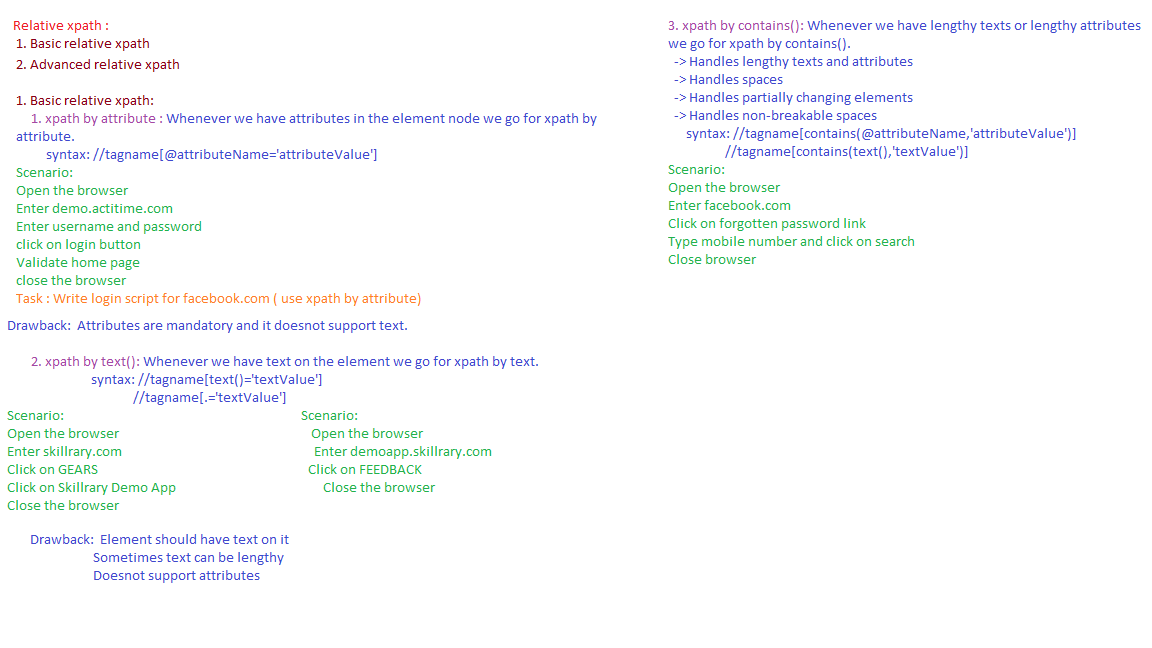 Relative xpath :
1. Basic relative xpath
2. Advanced relative xpath
1. Basic relative xpath:
1. xpath by attribute : Whenever we have attributes in the element node we go for xpath by
attribute.
syntax: //tagname[@attributeName='attributeValue']
Scenario:
Open the browser
Enter demo.actitime.com
Enter username and password
click on login button
Validate home page
close the browser
Task : Write login script for facebook.com ( use xpath by attribute)
Drawback:  Attributes are mandatory and it doesnot support text.
2. xpath by text(): Whenever we have text on the element we go for xpath by text.
syntax: //tagname[text()='textValue']
//tagname[.='textValue']
Scenario:
Open the browser
Enter skillrary.com
Click on GEARS
Click on Skillrary Demo App
Close the browser
Scenario:
Open the browser
Enter demoapp.skillrary.com
Click on FEEDBACK
Close the browser
Drawback:  Element should have text on it
Sometimes text can be lengthy
Doesnot support attributes
3. xpath by contains(): Whenever we have lengthy texts or lengthy attributes
we go for xpath by contains().
-> Handles lengthy texts and attributes
-> Handles spaces
-> Handles partially changing elements
-> Handles non-breakable spaces
syntax: //tagname[contains(@attributeName,'attributeValue')]
//tagname[contains(text(),'textValue')]
Scenario:
Open the browser
Enter facebook.com
Click on forgotten password link
Type mobile number and click on search
Close browser